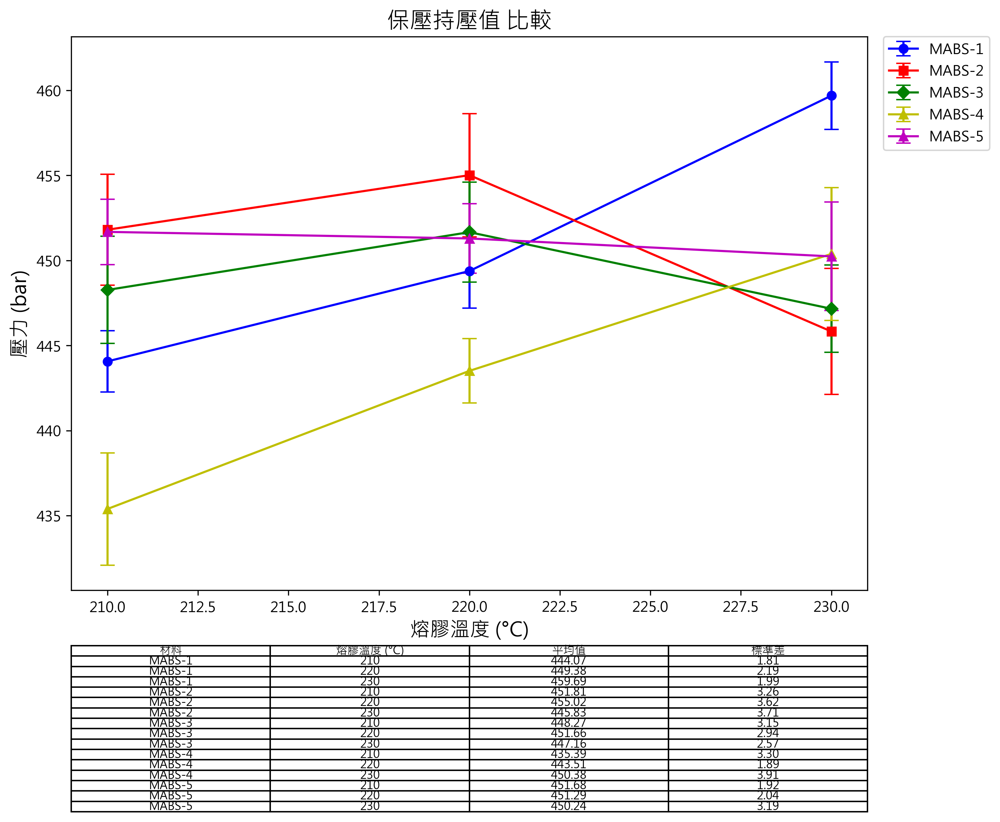 保壓持壓值 比較
MABS-1
MABS-2
MABS-3
MABS-4
MABS-5
壓力 (bar)
460
455
450
445
440
435
210.0 212.5 215.0 217.5 220.0 222.5 225.0 227.5 230.0
熔膠溫度 (°C)
材料 熔膠溫度 (°C) 平均值 標準差
MABS-1 210 444.07 1.81
MABS-1 220 449.38 2.19
MABS-1 230 459.69 1.99
MABS-2 210 451.81 3.26
MABS-2 220 455.02 3.62
MABS-2 230 445.83 3.71
MABS-3 210 448.27 3.15
MABS-3 220 451.66 2.94
MABS-3 230 447.16 2.57
MABS-4 210 435.39 3.30
MABS-4 220 443.51 1.89
MABS-4 230 450.38 3.91
MABS-5 210 451.68 1.92
MABS-5 220 451.29 2.04
MABS-5 230 450.24 3.19